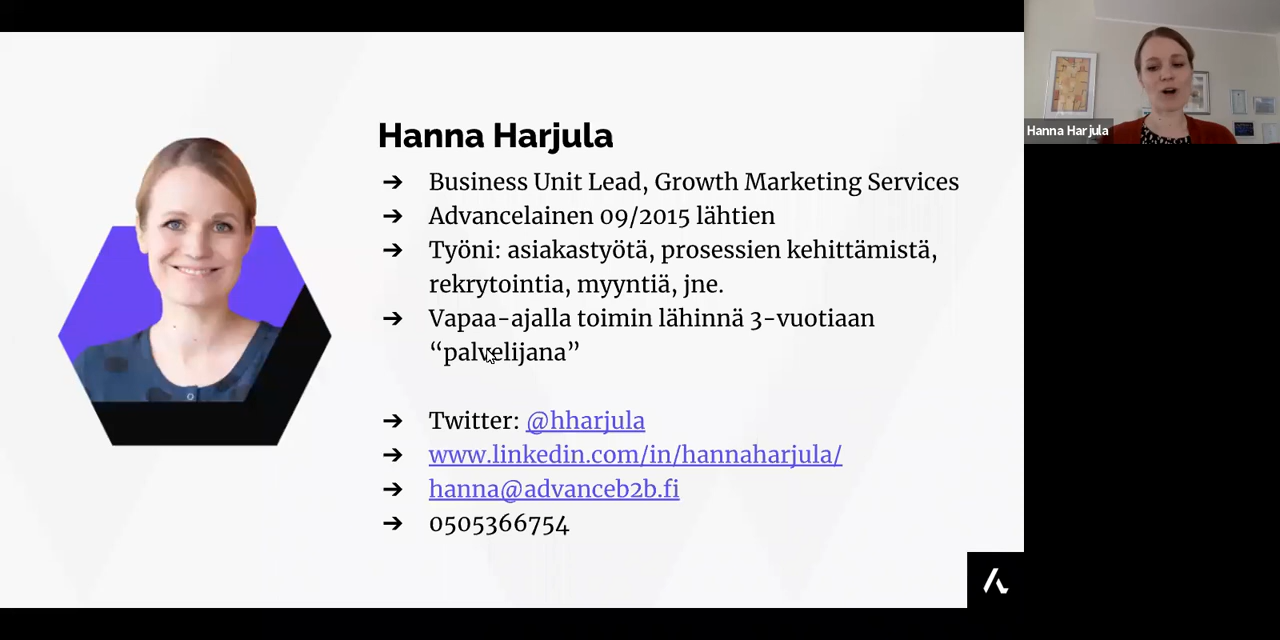 Hanna Harjula
➔ Business Unit Lead, Growth Marketing Services
➔ Advancelainen 09/2015 lähtien
➔ Työni: asiakastyötä, prosessien kehittämistä,
rekrytointia, myyntiä, jne.
➔ Vapaa-ajalla toimin lähinnä 3-vuotiaan
“palvelijana”
➔ Twitter: @hharjula
➔ www.linkedin.com/in/hannaharjula/
➔ hanna@advanceb2b.fi
➔ 0505366754
Hanna Harjula